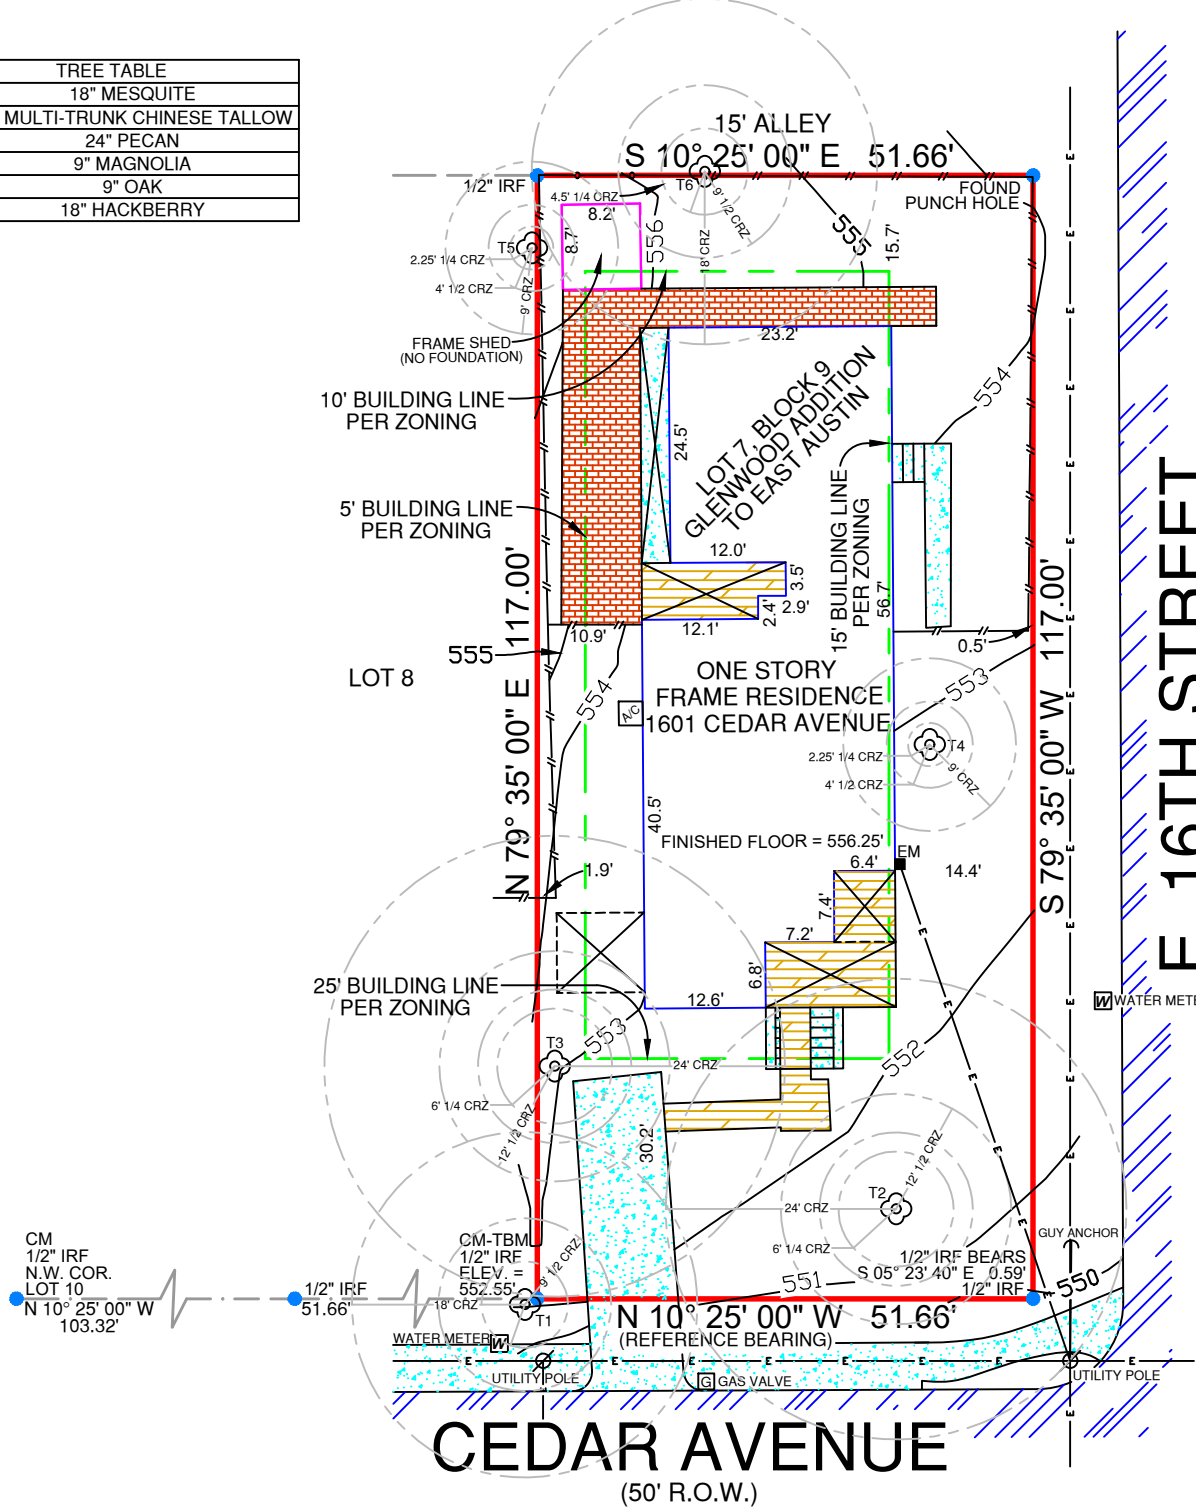 TREE TABLE
18" MESQUITE
MULTI-TRUNK CHINESE TALLOW
24" PECAN
9" MAGNOLIA
9" OAK
18" HACKBERRY
15' ALLEY
S 10° 25' 00" E 51.66'
1/2" IRF
T6
4.5' 1/4 CRZ
9' 1/2 CRZ
18' CRZ
FOUND
PUNCH HOLE
8.2'
8.7'
556
555
15.7'
T5
2.25' 1/4 CRZ
4' 1/2 CRZ
9' CRZ
FRAME SHED
(NO FOUNDATION)
23.2'
10' BUILDING LINE
PER ZONING
LOT 7, BLOCK 9
GLENWOOD ADDITION
TO EAST AUSTIN
554
24.5'
5' BUILDING LINE
PER ZONING
15' BUILDING LINE
PER ZONING
12.0'
3.5'
2.9'
2.4'
12.1'
56.7'
10.9'
0.5'
555
554
LOT 8
ONE STORY
FRAME RESIDENCE
1601 CEDAR AVENUE
A/C
553
N 79° 35' 00" E 117.00'
S 79° 35' 00" W 117.00'
E 16TH STREET
T4
2.25' 1/4 CRZ
4' 1/2 CRZ
9' CRZ
40.5'
FINISHED FLOOR = 556.25'
EM
6.4'
14.4'
1.9'
7.4'
7.2'
6.8'
25' BUILDING LINE
PER ZONING
12.6'
W WATER METE
553
T3
24' CRZ
552
6' 1/4 CRZ
12' 1/2 CRZ
30.2'
12' 1/2 CRZ
T2
24' CRZ
6' 1/4 CRZ
GUY ANCHOR
CM
1/2" IRF
N.W. COR.
LOT 10
N 10° 25' 00" W
103.32'
1/2" IRF
51.66'
CM-TBM
1/2" IRF
ELEV. =
552.55'
9' 1/2 CRZ
18' CRZ
T1
1/2" IRF BEARS
S 05° 23' 40" E 0.59'
1/2" IRF
551
550
N 10° 25' 00" W 51.66'
(REFERENCE BEARING)
WATER METER W
UTILITY POLE
G GAS VALVE
UTILITY POLE
E E E E E E
CEDAR AVENUE
(50' R.O.W.)